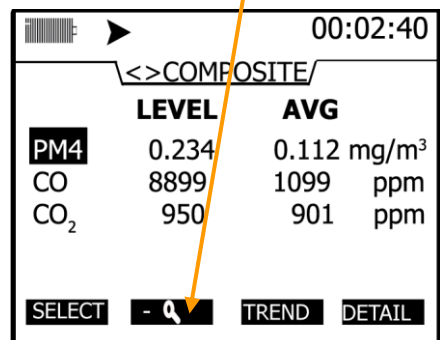 00:02:40
<>COMPOSITE
LEVEL AVG
PM4 0.234 0.112 mg/m³
CO 8899 1099 ppm
CO₂ 950 901 ppm
SELECT - TREND DETAIL